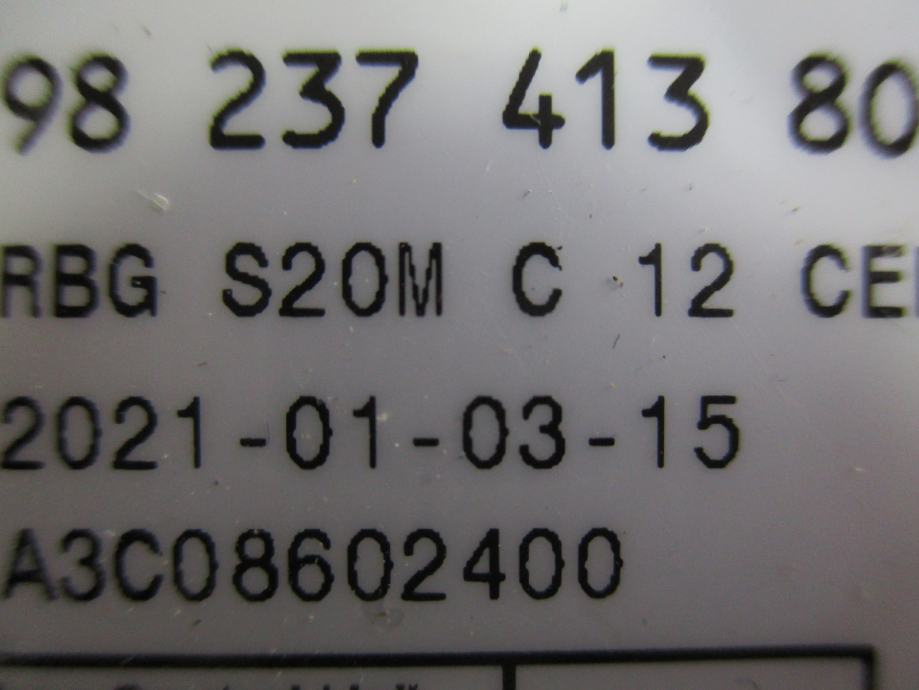 98 237 413 80
RBG S20M C 12 CE
2021-01-03-15
A3C08602400